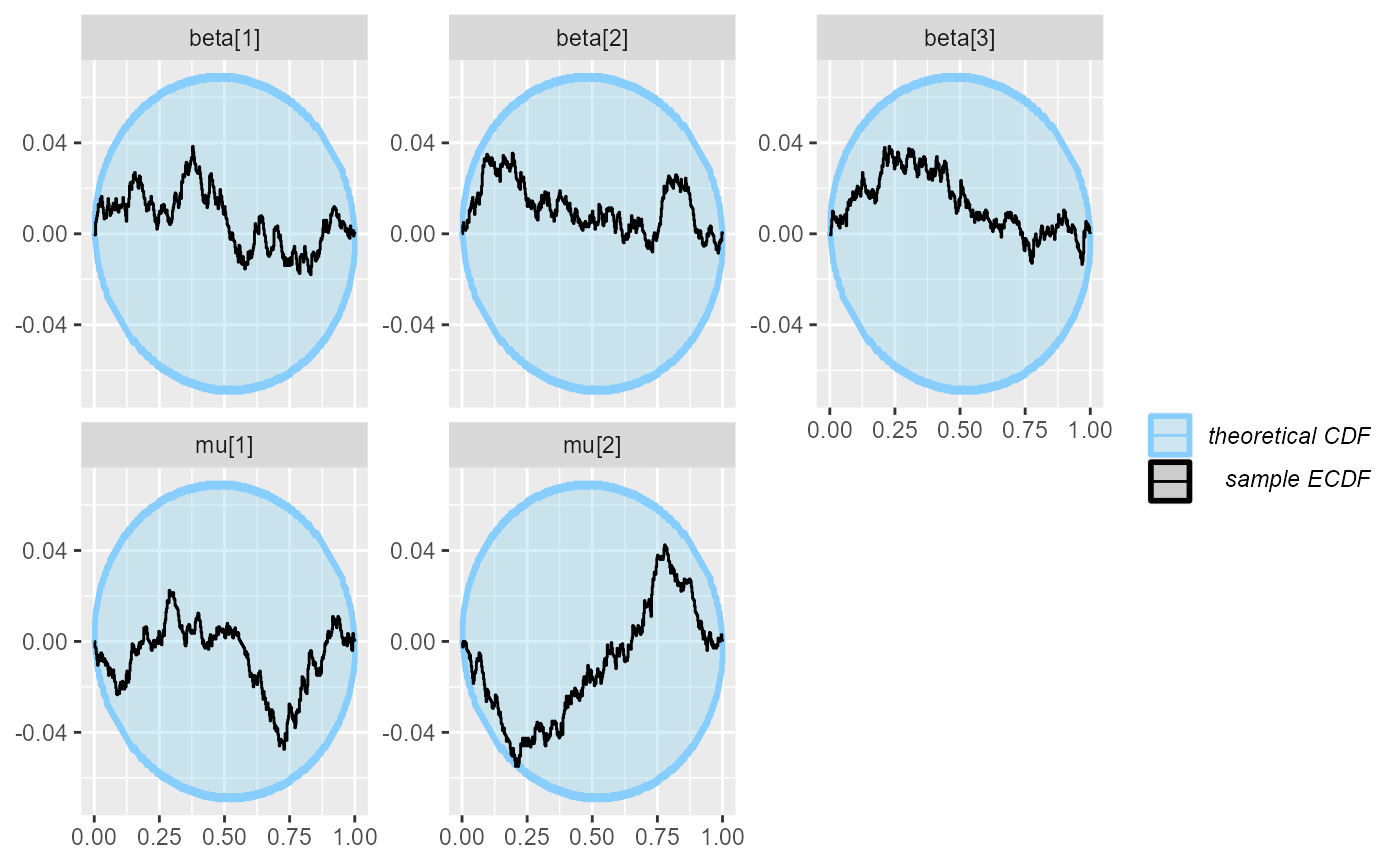 beta[1] beta[2] beta[3]
0.04 0.04 0.04
0.00 0.00 0.00
-0.04 -0.04 -0.04
0.00 0.25 0.50 0.75 1.00
mu[1] mu[2]
theoretical CDF
sample ECDF
0.04 0.04
0.00 0.00
-0.04 -0.04
0.00 0.25 0.50 0.75 1.00 0.00 0.25 0.50 0.75 1.00